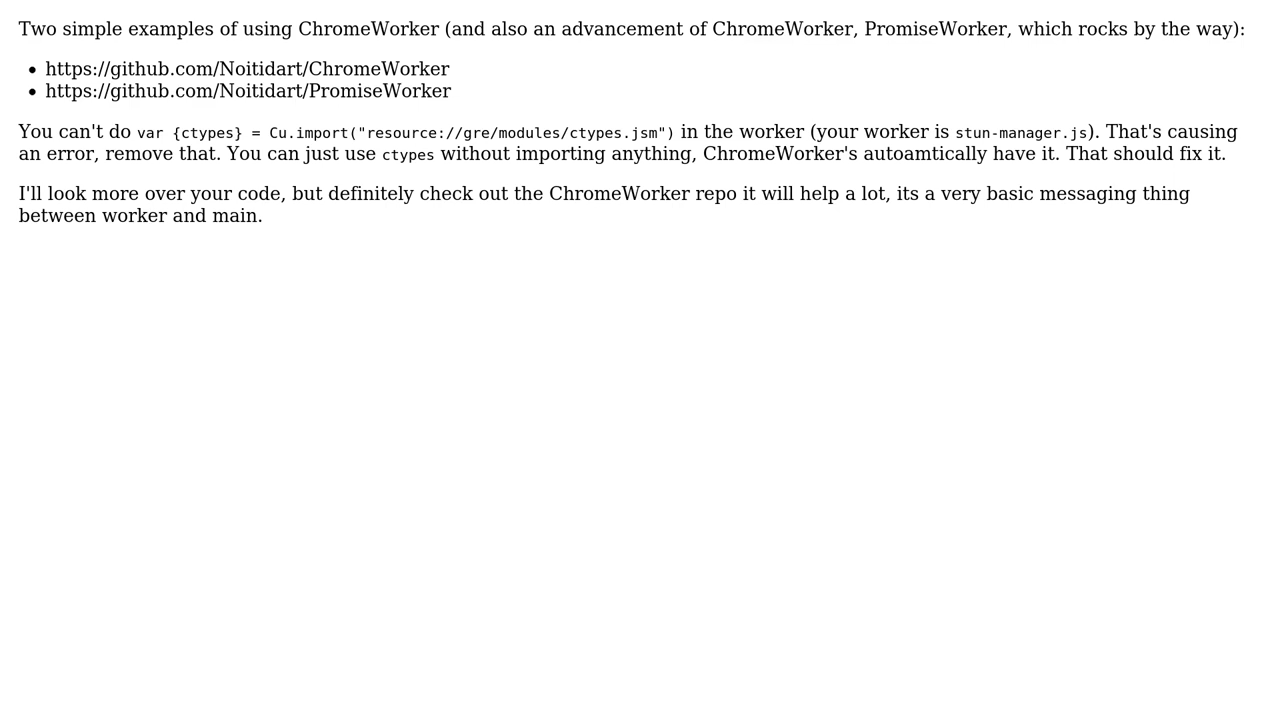 Two simple examples of using ChromeWorker (and also an advancement of ChromeWorker, PromiseWorker, which rocks by the way):
• https://github.com/Noitidart/ChromeWorker
• https://github.com/Noitidart/PromiseWorker
You can't do var {ctypes} = Cu.import("resource://gre/modules/ctypes.jsm") in the worker (your worker is stun-manager.js). That's causing
an error, remove that. You can just use ctypes without importing anything, ChromeWorker's autoamtically have it. That should fix it.
I'll look more over your code, but definitely check out the ChromeWorker repo it will help a lot, its a very basic messaging thing
between worker and main.